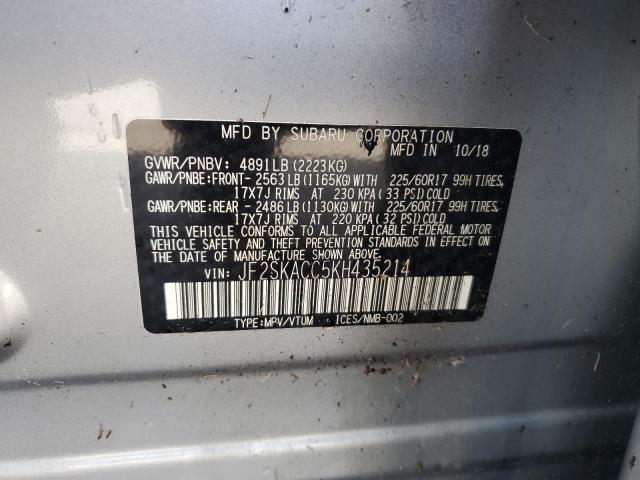 MFD BY SUBARU CORPORATION
MFD IN 10/18
GVWR/PNBV: 4891LB(2223KG)
GAWR/PNBE:FRONT- 2563LB(1165KG)WITH 225/60R17 99H TIRES,
17X7J RIMS AT 230 KPA(33 PSI)COLD
GAWR/PNBE:REAR - 2486LB(1130KG)WITH 225/60R17 99H TIRES,
17X7J RIMS AT 220 KPA(32 PSI)COLD
THIS VEHICLE CONFORMS TO ALL APPLICABLE FEDERAL MOTOR
VEHICLE SAFETY AND THEFT PREVENTION STANDARDS IN EFFECT ON
THE DATE OF MANUFACTURE SHOWN ABOVE.
VIN: JF2SKACC5KH435214
TYPE:MPV/VTUM ICES/NMB-002